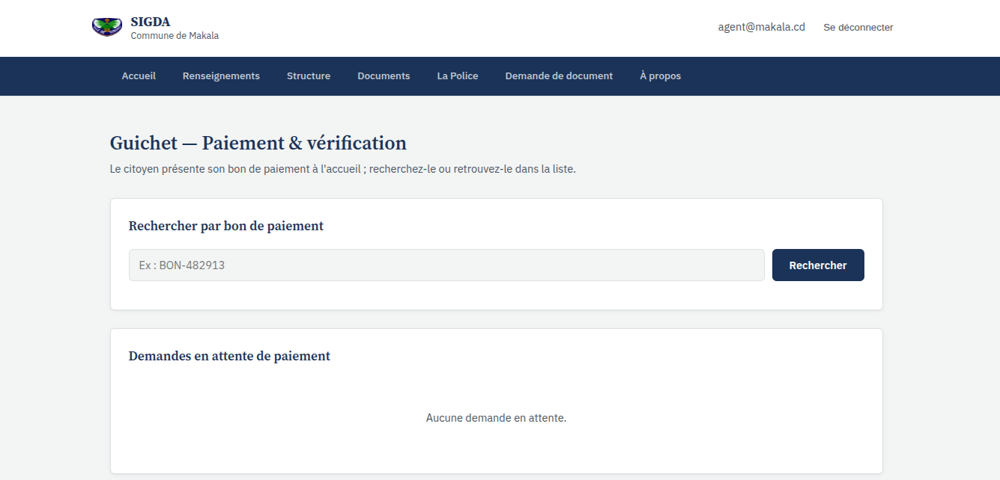 SIGDA
Commune de Makala
agent@makala.cd
Se déconnecter
Accueil
Renseignements
Structure
Documents
La Police
Demande de document
À propos
Guichet — Paiement & vérification
Le citoyen présente son bon de paiement à l'accueil ; recherchez-le ou retrouvez-le dans la liste.
Rechercher par bon de paiement
Ex : BON-482913
Rechercher
Demandes en attente de paiement
Aucune demande en attente.